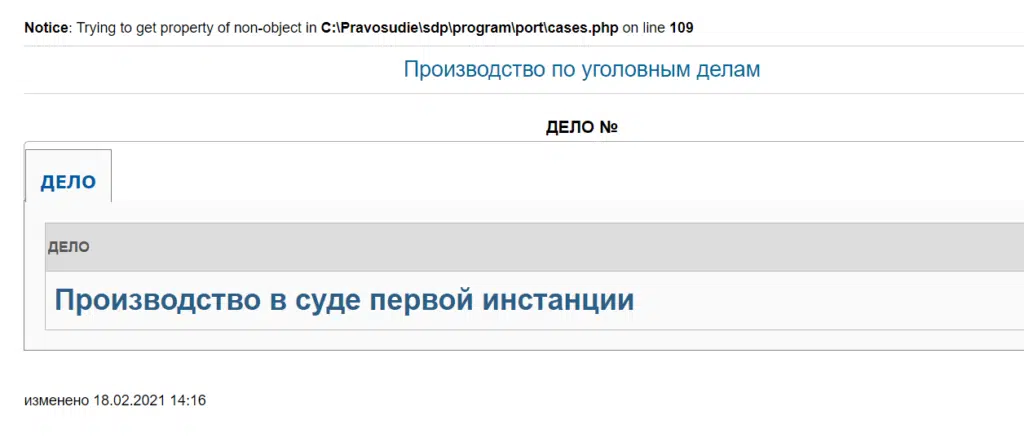 Notice: Trying to get property of non-object in C:\Pravosudie\sdp\program\port\cases.php on line 109
Производство по уголовным делам
ДЕЛО №
ДЕЛО
ДЕЛО
Производство в суде первой инстанции
изменено 18.02.2021 14:16